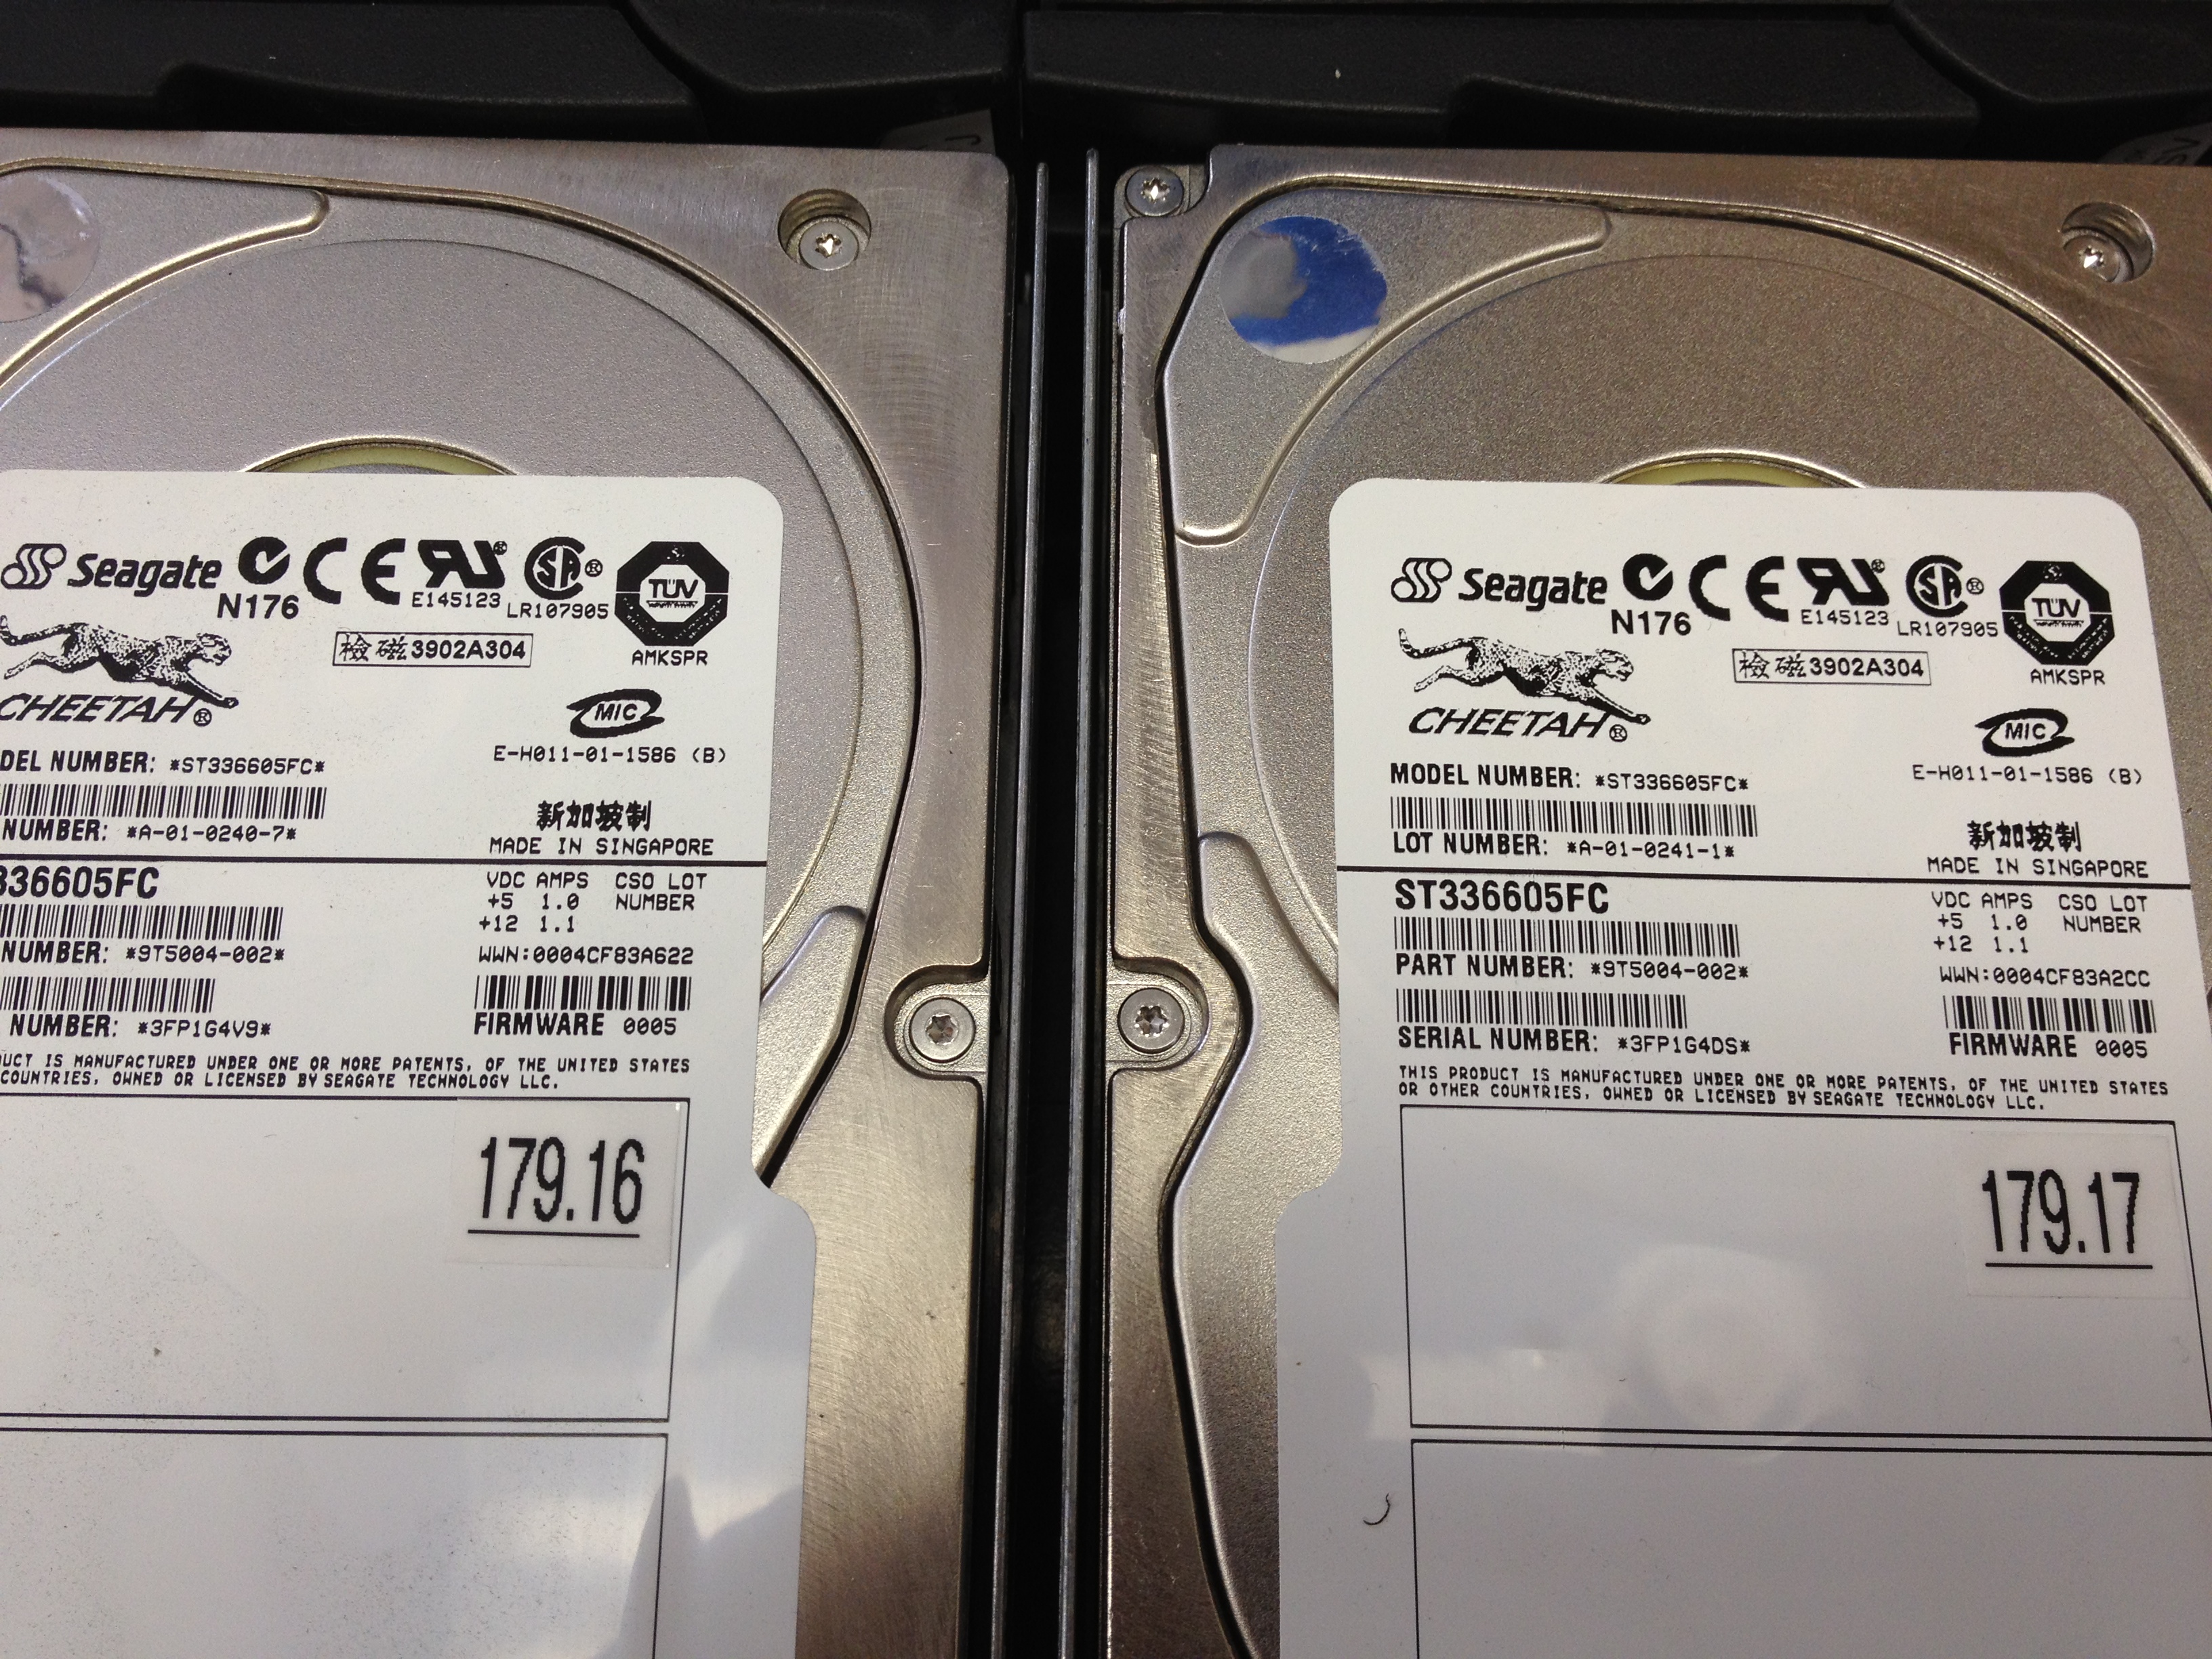 Seagate
N176
CE
E145123
LR107905
SA
TÜV
AMKSPR
檢磁3902A304
CHEETAH®
MIC
E-H011-01-1586 (B)
DEL NUMBER: *ST336605FC*
NUMBER: *A-01-0240-7*
新加坡制
MADE IN SINGAPORE
336605FC
NUMBER: *9T5004-002*
NUMBER: *3FP1G4V9*
VDC AMPS CSO LOT
+5 1.0 NUMBER
+12 1.1
WWN:0004CF83A622
FIRMWARE 0005
UCT IS MANUFACTURED UNDER ONE OR MORE PATENTS, OF THE UNITED STATES
COUNTRIES, OWNED OR LICENSED BY SEAGATE TECHNOLOGY LLC.
179.16
Seagate
N176
CE
E145123
LR107905
SA
TÜV
AMKSPR
檢磁3902A304
CHEETAH®
MIC
E-H011-01-1586 (B)
MODEL NUMBER: *ST336605FC*
LOT NUMBER: *A-01-0241-1*
新加坡制
MADE IN SINGAPORE
ST336605FC
PART NUMBER: *9T5004-002*
SERIAL NUMBER: *3FP1G4DS*
VDC AMPS CSO LOT
+5 1.0 NUMBER
+12 1.1
WWN:0004CF83A2CC
FIRMWARE 0005
THIS PRODUCT IS MANUFACTURED UNDER ONE OR MORE PATENTS, OF THE UNITED STATES
OR OTHER COUNTRIES, OWNED OR LICENSED BY SEAGATE TECHNOLOGY LLC.
179.17